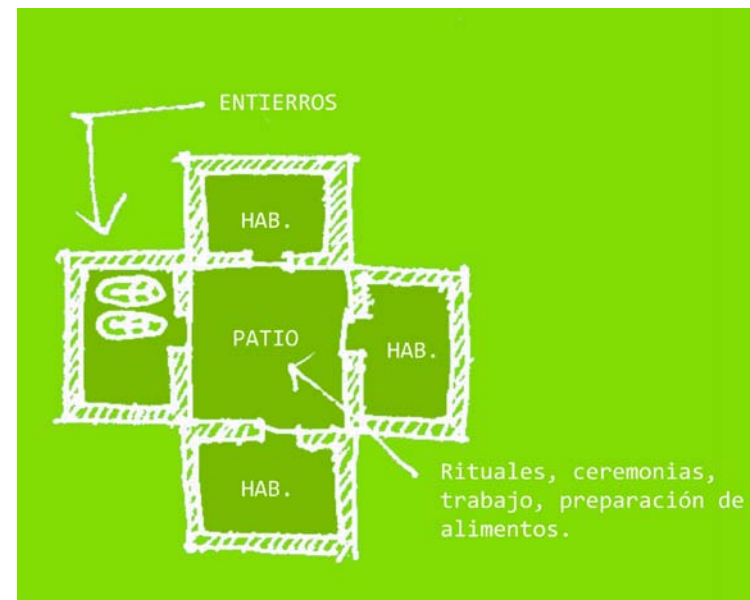 ENTIERROS
HAB.
PATIO
HAB.
HAB.
Rituales, ceremonias,
trabajo, preparación de
alimentos.